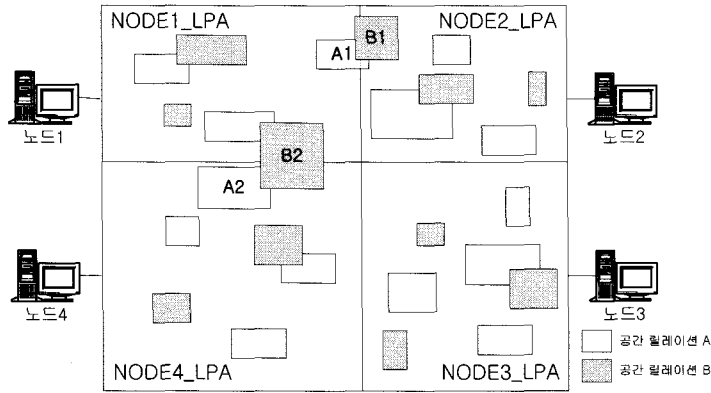 NODE1_LPA
NODE2_LPA
B1
A1
노드1
노드2
B2
A2
노드4
노드3
공간 릴레이션 A
공간 릴레이션 B
NODE4_LPA
NODE3_LPA